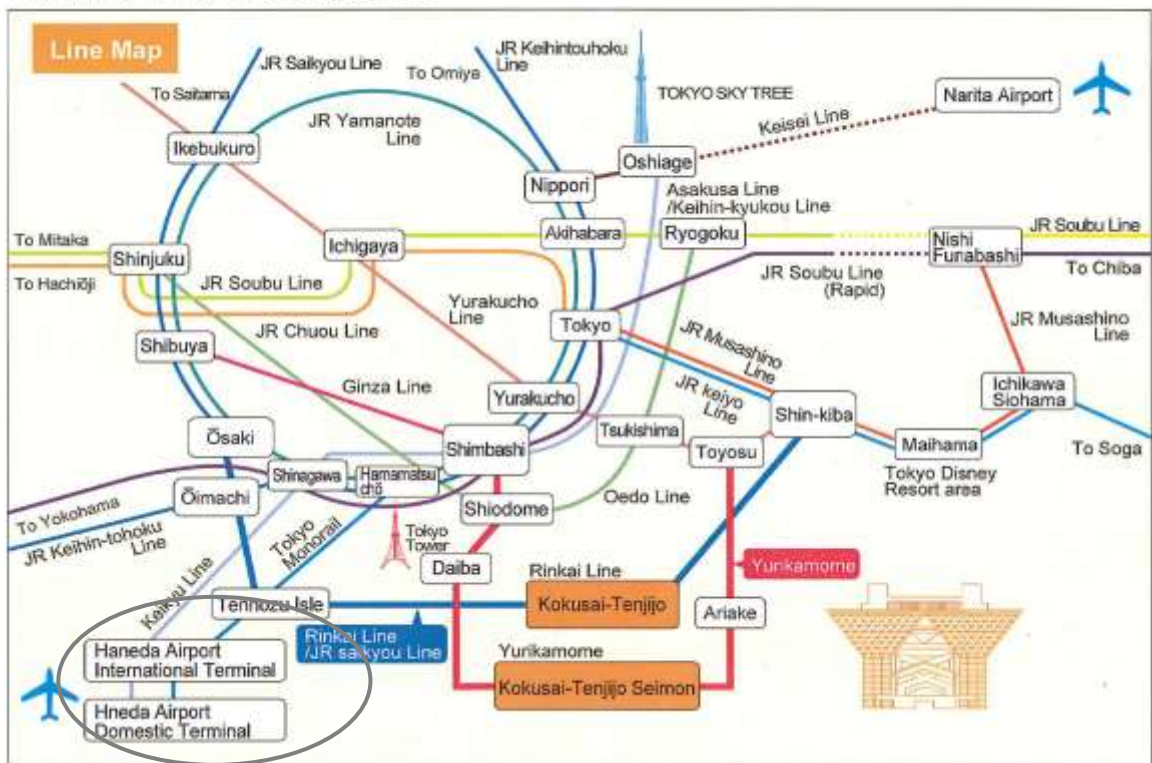 Line Map
JR Saikyou Line
To Omiya
JR Keihintouhoku
Line
TOKYO SKY TREE
Narita Airport
To Saitama
JR Yamanote
Line
Keisei Line
Ikebukuro
Oshiage
Nippori
Asakusa Line
/Keihin-kyukou Line
To Mitaka
Shinjuku
Ichigaya
Akihabara
Ryogoku
Nishi
Funabashi
JR Soubu Line
To Hachiōji
JR Soubu Line
JR Soubu Line
(Rapid)
To Chiba
JR Chuou Line
Yurakucho
Line
Tokyo
JR Musashino
Line
JR Musashino
Line
Shibuya
Ginza Line
JR keiyo
Line
Yurakucho
Shin-kiba
Ichikawa
Siohama
Ōsaki
Shimbashi
Tsukishima
Toyosu
Maihama
To Soga
Tokyo Disney
Resort area
Shinagawa
Hamamatsu
chō
Ōimachi
Shiodome
Oedo Line
To Yokohama
JR Keihin-tohoku
Line
Tokyo
Monorail
Tokyo
Tower
Daiba
Keikyu Line
Rinkai Line
Yurikamome
Tennozu Isle
Kokusai-Tenjijo
Ariake
Rinkai Line
/JR saikyou Line
Haneda Airport
International Terminal
Yurikamome
Kokusai-Tenjijo Seimon
Hneda Airport
Domestic Terminal